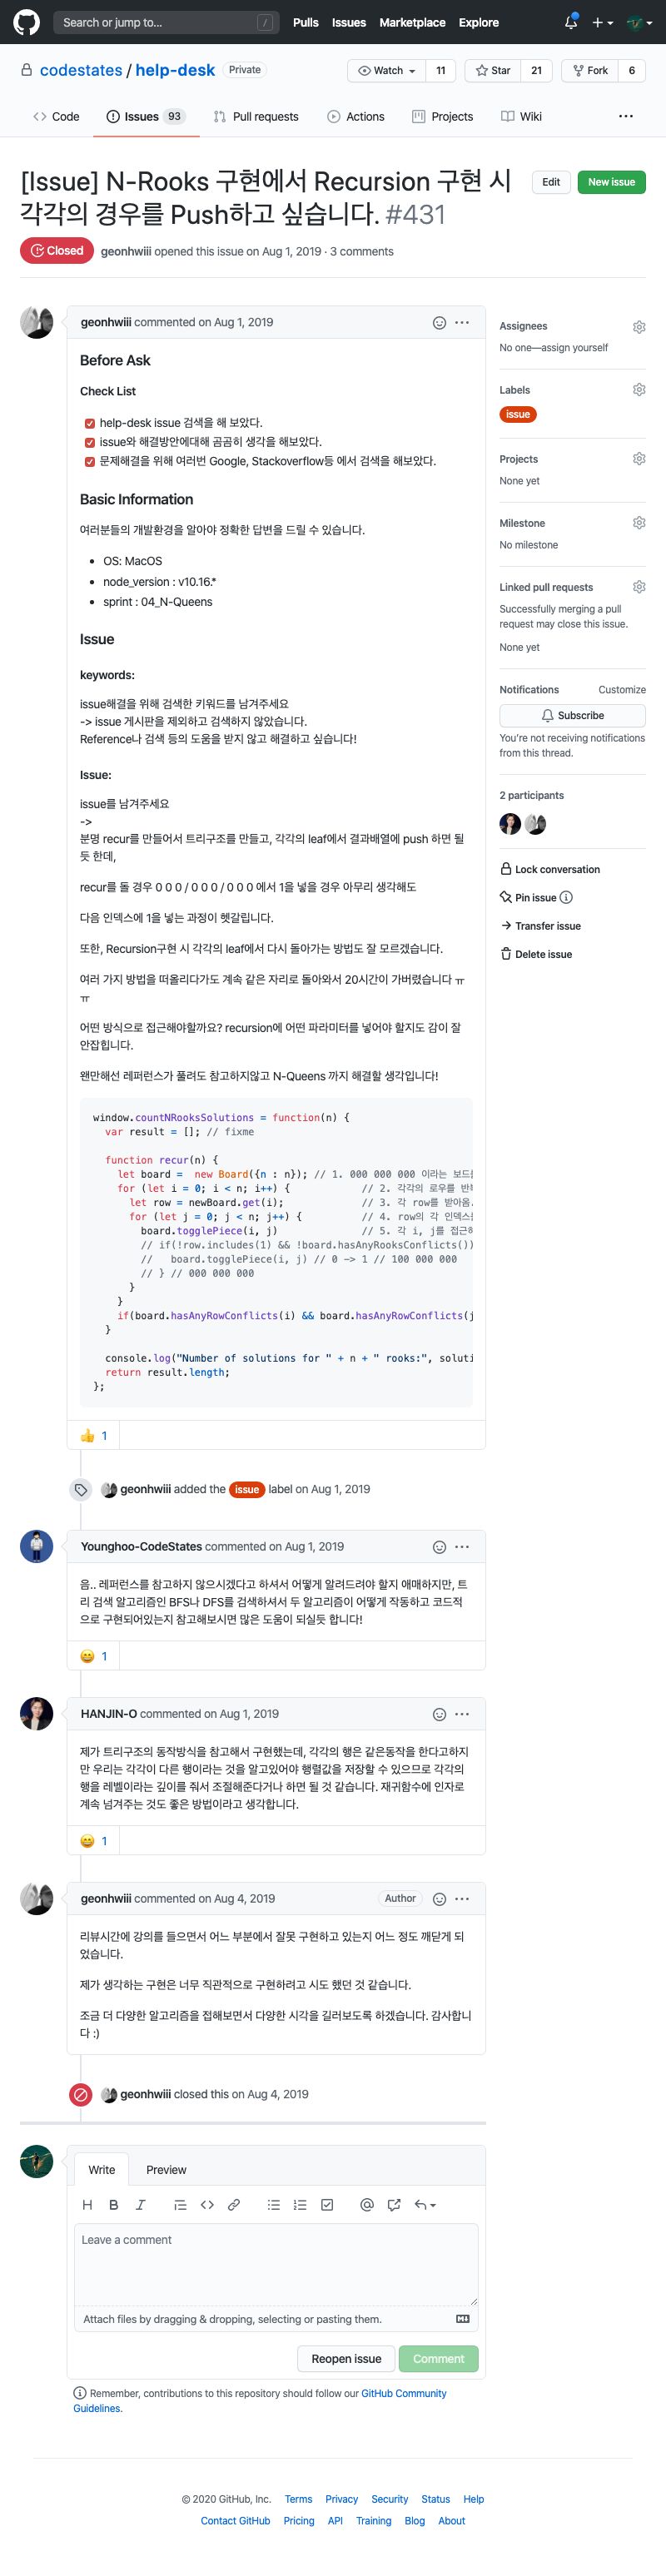 Search or jump to... /
Pulls Issues Marketplace Explore
codestates / help-desk Private
Watch 11 Star 21 Fork 6
Code Issues 93 Pull requests Actions Projects Wiki
[Issue] N-Rooks 구현에서 Recursion 구현 시
각각의 경우를 Push하고 싶습니다. #431
Edit New issue
Closed geonhwiii opened this issue on Aug 1, 2019 · 3 comments
geonhwiii commented on Aug 1, 2019
Before Ask
Check List
help-desk issue 검색을 해 보았다.
issue와 해결방안에대해 곰곰히 생각을 해보았다.
문제해결을 위해 여러번 Google, Stackoverflow등 에서 검색을 해보았다.
Basic Information
여러분들의 개발환경을 알아야 정확한 답변을 드릴 수 있습니다.
• OS: MacOS
• node_version : v10.16.*
• sprint : 04_N-Queens
Issue
keywords:
issue해결을 위해 검색한 키워드를 남겨주세요
-> issue 게시판을 제외하고 검색하지 않았습니다.
Reference나 검색 등의 도움을 받지 않고 해결하고 싶습니다!
Issue:
issue를 남겨주세요
->
분명 recur를 만들어서 트리구조를 만들고, 각각의 leaf에서 결과배열에 push 하면 될
듯 한데,
recur를 돌 경우 0 0 0 / 0 0 0 / 0 0 0 에서 1을 넣을 경우 아무리 생각해도
다음 인덱스에 1을 넣는 과정이 헷갈립니다.
또한, Recursion구현 시 각각의 leaf에서 다시 돌아가는 방법도 잘 모르겠습니다.
여러 가지 방법을 떠올리다가도 계속 같은 자리로 돌아와서 20시간이 가버렸습니다 ㅠ
ㅠ
어떤 방식으로 접근해야할까요? recursion에 어떤 파라미터를 넣어야 할지도 감이 잘
안잡힙니다.
왠만해선 레퍼런스가 풀려도 참고하지않고 N-Queens 까지 해결할 생각입니다!
window.countNRooksSolutions = function(n) {
var result = []; // fixme
function recur(n) {
let board = new Board({n : n}); // 1. 000 000 000 이라는 보드를
for (let i = 0; i < n; i++) { // 2. 각각의 로우를 반복
let row = newBoard.get(i); // 3. 각 row를 받아옴.
for (let j = 0; j < n; j++) { // 4. row의 각 인덱스를
board.togglePiece(i, j) // 5. 각 i, j를 접근하
// if(!row.includes(1) && !board.hasAnyRooksConflicts())
// board.togglePiece(i, j) // 0 -> 1 // 100 000 000
// } // 000 000 000
}
}
if(board.hasAnyRowConflicts(i) && board.hasAnyRowConflicts(j
}
console.log("Number of solutions for " + n + " rooks:", soluti
return result.length;
};
👍 1
geonhwiii added the issue label on Aug 1, 2019
Younghoo-CodeStates commented on Aug 1, 2019
음.. 레퍼런스를 참고하지 않으시겠다고 하셔서 어떻게 알려드려야 할지 애매하지만, 트
리 검색 알고리즘인 BFS나 DFS를 검색하셔서 두 알고리즘이 어떻게 작동하고 코드적
으로 구현되어있는지 참고해보시면 많은 도움이 되실듯 합니다!
😄 1
HANJIN-O commented on Aug 1, 2019
제가 트리구조의 동작방식을 참고해서 구현했는데, 각각의 행은 같은동작을 한다고하지
만 우리는 각각이 다른 행이라는 것을 알고있어야 행렬값을 저장할 수 있으므로 각각의
행을 레벨이라는 깊이를 줘서 조절해준다거나 하면 될 것 같습니다. 재귀함수에 인자로
계속 넘겨주는 것도 좋은 방법이라고 생각합니다.
😄 1
geonhwiii commented on Aug 4, 2019 Author
리뷰시간에 강의를 들으면서 어느 부분에서 잘못 구현하고 있는지 어느 정도 깨닫게 되
었습니다.
제가 생각하는 구현은 너무 직관적으로 구현하려고 시도 했던 것 같습니다.
조금 더 다양한 알고리즘을 접해보면서 다양한 시각을 길러보도록 하겠습니다. 감사합니
다 :)
geonhwiii closed this on Aug 4, 2019
Write Preview
H B I
Leave a comment
Attach files by dragging & dropping, selecting or pasting them.
Reopen issue Comment
Remember, contributions to this repository should follow our GitHub Community
Guidelines.
Assignees
No one—assign yourself
Labels
issue
Projects
None yet
Milestone
No milestone
Linked pull requests
Successfully merging a pull
request may close this issue.
None yet
Notifications Customize
Subscribe
You're not receiving notifications
from this thread.
2 participants
Lock conversation
Pin issue
Transfer issue
Delete issue
© 2020 GitHub, Inc. Terms Privacy Security Status Help
Contact GitHub Pricing API Training Blog About